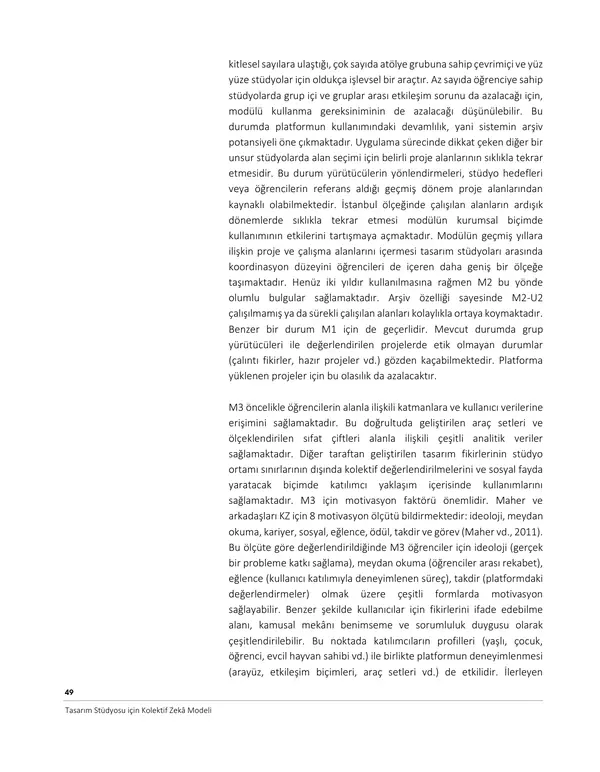 kitlesel sayılara ulaştığı, çok sayıda atölye grubuna sahip çevrimiçi ve yüz
yüze stüdyolar için oldukça işlevsel bir araçtır. Az sayıda öğrenciye sahip
stüdyolarda grup içi ve gruplar arası etkileşim sorunu da azalacağı için,
modülü kullanma gereksiniminin de azalacağı düşünülebilir. Bu
durumda platformun kullanımındaki devamlılık, yani sistemin arşiv
potansiyeli öne çıkmaktadır. Uygulama sürecinde dikkat çeken diğer bir
unsur stüdyolarda alan seçimi için belirli proje alanlarının sıklıkla tekrar
etmesidir. Bu durum yürütücülerin yönlendirmeleri, stüdyo hedefleri
veya öğrencilerin referans aldığı geçmiş dönem proje alanlarından
kaynaklı olabilmektedir. İstanbul ölçeğinde çalışılan alanların ardışık
dönemlerde sıklıkla tekrar etmesi modülün kurumsal biçimde
kullanımının etkilerini tartışmaya açmaktadır. Modülün geçmiş yıllara
ilişkin proje ve çalışma alanlarını içermesi tasarım stüdyoları arasında
koordinasyon düzeyini öğrencileri de içeren daha geniş bir ölçeğe
taşımaktadır. Henüz iki yıldır kullanılmasına rağmen M2 bu yönde
olumlu bulgular sağlamaktadır. Arşiv özelliği sayesinde M2-U2
çalışılmamış ya da sürekli çalışılan alanları kolaylıkla ortaya koymaktadır.
Benzer bir durum M1 için de geçerlidir. Mevcut durumda grup
yürütücüleri ile değerlendirilen projelerde etik olmayan durumlar
(çalıntı fikirler, hazır projeler vd.) gözden kaçabilmektedir. Platforma
yüklenen projeler için bu olasılık da azalacaktır.
M3 öncelikle öğrencilerin alanla ilişkili katmanlara ve kullanıcı verilerine
erişimini sağlamaktadır. Bu doğrultuda geliştirilen araç setleri ve
ölçeklendirilen sıfat çiftleri alanla ilişkili çeşitli analitik veriler
sağlamaktadır. Diğer taraftan geliştirilen tasarım fikirlerinin stüdyo
ortamı sınırlarının dışında kolektif değerlendirilmelerini ve sosyal fayda
yaratacak biçimde katılımcı yaklaşım içerisinde kullanımlarını
sağlamaktadır. M3 için motivasyon faktörü önemlidir. Maher ve
arkadaşları KZ için 8 motivasyon ölçütü bildirmektedir: ideoloji, meydan
okuma, kariyer, sosyal, eğlence, ödül, takdir ve görev (Maher vd., 2011).
Bu ölçüte göre değerlendirildiğinde M3 öğrenciler için ideoloji (gerçek
bir probleme katkı sağlama), meydan okuma (öğrenciler arası rekabet),
eğlence (kullanıcı katılımıyla deneyimlenen süreç), takdir (platformdaki
değerlendirmeler) olmak üzere çeşitli formlarda motivasyon
sağlayabilir. Benzer şekilde kullanıcılar için fikirlerini ifade edebilme
alanı, kamusal mekânı benimseme ve sorumluluk duygusu olarak
çeşitlendirilebilir. Bu noktada katılımcıların profilleri (yaşlı, çocuk,
öğrenci, evcil hayvan sahibi vd.) ile birlikte platformun deneyimlenmesi
(arayüz, etkileşim biçimleri, araç setleri vd.) de etkilidir. İlerleyen
49
Tasarım Stüdyosu için Kolektif Zekâ Modeli